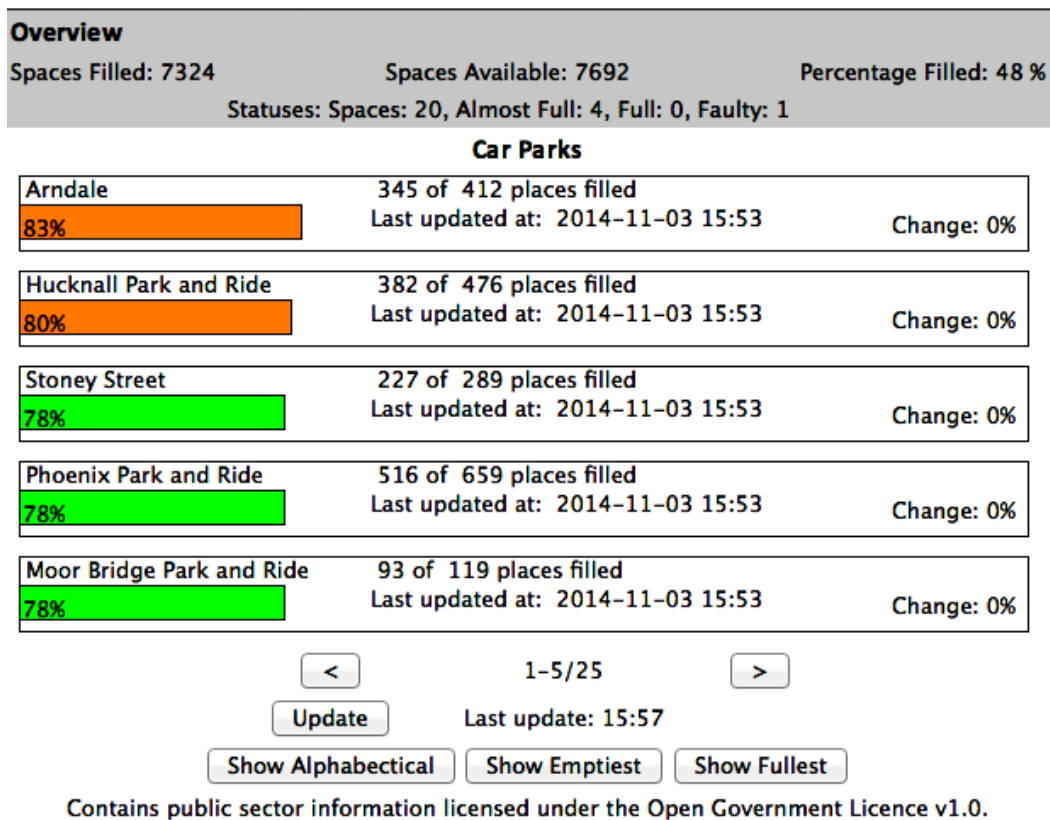 Overview
Spaces Filled: 7324 Spaces Available: 7692 Percentage Filled: 48 %
Statuses: Spaces: 20, Almost Full: 4, Full: 0, Faulty: 1
Car Parks
Arndale 345 of 412 places filled
83% Last updated at: 2014-11-03 15:53 Change: 0%
Hucknall Park and Ride 382 of 476 places filled
80% Last updated at: 2014-11-03 15:53 Change: 0%
Stoney Street 227 of 289 places filled
78% Last updated at: 2014-11-03 15:53 Change: 0%
Phoenix Park and Ride 516 of 659 places filled
78% Last updated at: 2014-11-03 15:53 Change: 0%
Moor Bridge Park and Ride 93 of 119 places filled
78% Last updated at: 2014-11-03 15:53 Change: 0%
< 1-5/25 >
Update Last update: 15:57
Show Alphabectical Show Emptiest Show Fullest
Contains public sector information licensed under the Open Government Licence v1.0.